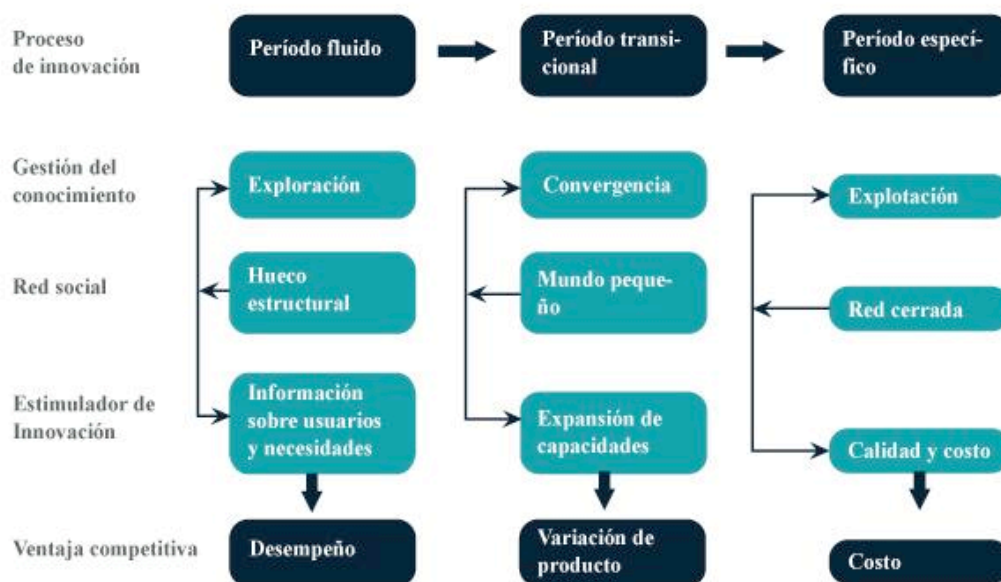 Proceso
de innovación
Período fluido
Período transi-
cional
Período especí-
fico
Gestión del
conocimiento
Exploración
Convergencia
Explotación
Red social
Hueco
estructural
Mundo peque-
ño
Red cerrada
Estimulador de
Innovación
Información
sobre usuarios
y necesidades
Expansión de
capacidades
Calidad y costo
Ventaja competitiva
Desempeño
Variación de
producto
Costo